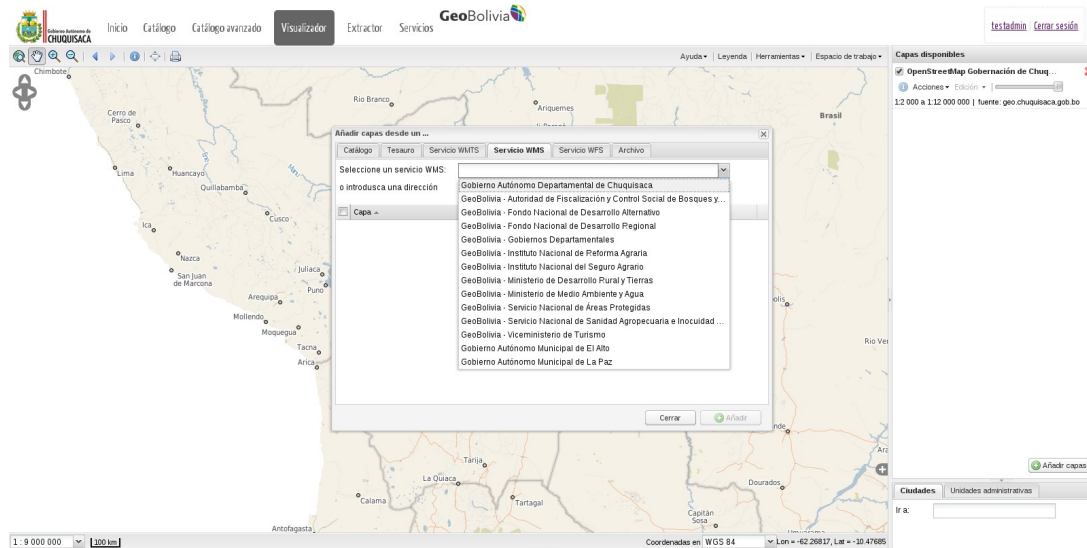 Gobierno Autónomo de
CHUQUISACA
Inicio Catálogo Catálogo avanzado Visualizador Extractor Servicios
GeoBolivia
testadmin Cerrar sesión
Ayuda Leyenda Herramientas Espacio de trabajo
Capas disponibles
OpenStreetMap Gobernación de Chuq...
Acciones Edición
1:2 000 a 1:12 000 000 | fuente: geo.chuquisaca.gob.bo
Chimbote
Cerro de
Pasco
Lima
Huancayo
Quillabamba
Cusco
Ica
Nazca
San Juan
de Marcona
Juliaca
Puno
Arequipa
Mollendo
Moquegua
Tacna
Arica
Rio Branco
Ariquemes
Brasil
Añadir capas desde un ...
Catálogo Tesauro Servicio WMTS Servicio WMS Servicio WFS Archivo
Seleccione un servicio WMS:
o introdusca una dirección
Capa
Gobierno Autónomo Departamental de Chuquisaca
GeoBolivia - Autoridad de Fiscalización y Control Social de Bosques y...
GeoBolivia - Fondo Nacional de Desarrollo Alternativo
GeoBolivia - Fondo Nacional de Desarrollo Regional
GeoBolivia - Gobiernos Departamentales
GeoBolivia - Instituto Nacional de Reforma Agraria
GeoBolivia - Instituto Nacional del Seguro Agrario
GeoBolivia - Ministerio de Desarrollo Rural y Tierras
GeoBolivia - Ministerio de Medio Ambiente y Agua
GeoBolivia - Servicio Nacional de Áreas Protegidas
GeoBolivia - Servicio Nacional de Sanidad Agropecuaria e Inocuidad ...
GeoBolivia - Viceministerio de Turismo
Gobierno Autónomo Municipal de El Alto
Gobierno Autónomo Municipal de La Paz
Cerrar Añadir
olis
Rio Ver
nde
Ara
Tarija
La Quiaca
Calama
Tartagal
Dourados
Capitán
Sosa
Antofagasta
Añadir capas
Ciudades Unidades administrativas
Ir a:
1 : 9 000 000 100 km
Coordenadas en WGS 84 Lon = -62.26817, Lat = -10.47685